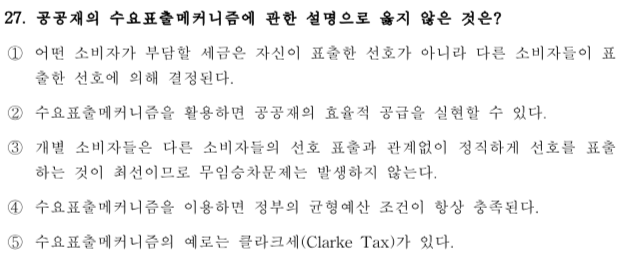 27. 공공재의 수요표출메커니즘에 관한 설명으로 옳지 않은 것은?
① 어떤 소비자가 부담할 세금은 자신이 표출한 선호가 아니라 다른 소비자들이 표
출한 선호에 의해 결정된다.
② 수요표출메커니즘을 활용하면 공공재의 효율적 공급을 실현할 수 있다.
③ 개별 소비자들은 다른 소비자들의 선호 표출과 관계없이 정직하게 선호를 표출
하는 것이 최선이므로 무임승차문제는 발생하지 않는다.
④ 수요표출메커니즘을 이용하면 정부의 균형예산 조건이 항상 충족된다.
⑤ 수요표출메커니즘의 예로는 클라크세(Clarke Tax)가 있다.